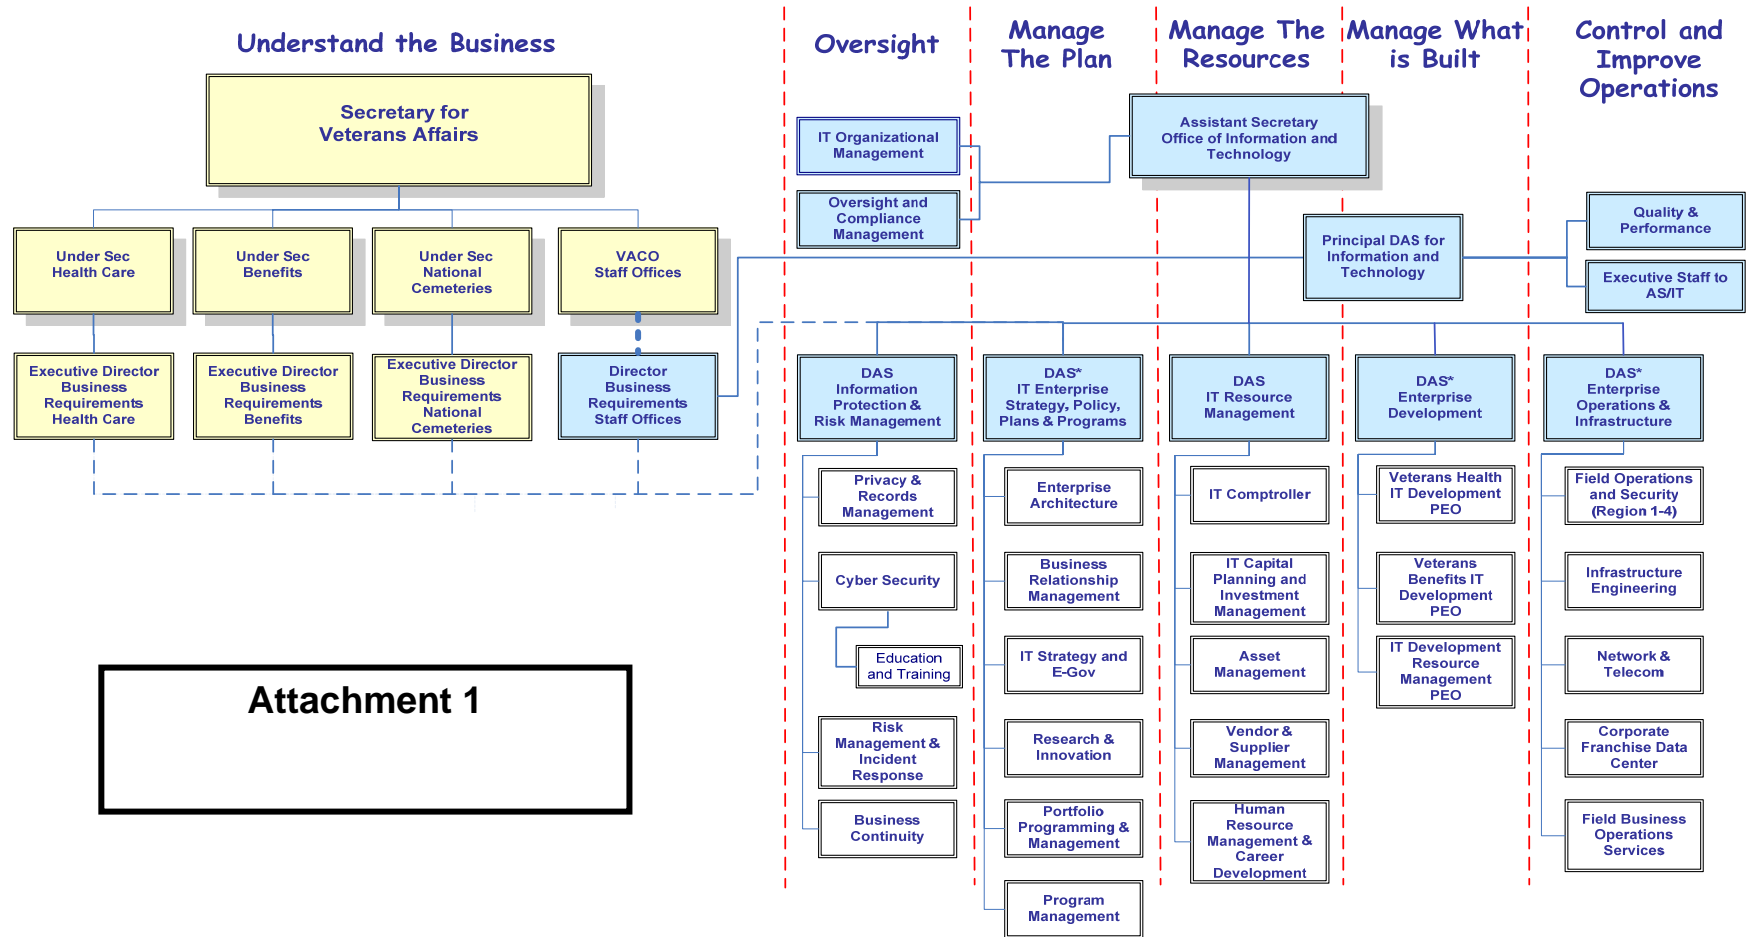 Understand the Business
Oversight
Manage
The Plan
Manage The
Resources
Manage What
is Built
Control and
Improve
Operations
Secretary for
Veterans Affairs
IT Organizational
Management
Oversight and
Compliance
Management
Assistant Secretary
Office of Information and
Technology
Principal DAS for
Information and
Technology
Quality &
Performance
Executive Staff to
AS/IT
Under Sec
Health Care
Under Sec
Benefits
Under Sec
National
Cemeteries
VACO
Staff Offices
Executive Director
Business
Requirements
Health Care
Executive Director
Business
Requirements
Benefits
Executive Director
Business
Requirements
National
Cemeteries
Director
Business
Requirements
Staff Offices
DAS
Information
Protection &
Risk Management
DAS*
IT Enterprise
Strategy, Policy,
Plans & Programs
DAS
IT Resource
Management
DAS*
Enterprise
Development
DAS*
Enterprise
Operations &
Infrastructure
Privacy &
Records
Management
Cyber Security
Education
and Training
Risk
Management &
Incident
Response
Business
Continuity
Enterprise
Architecture
Business
Relationship
Management
IT Strategy and
E-Gov
Research &
Innovation
Portfolio
Programming &
Management
Program
Management
IT Comptroller
IT Capital
Planning and
Investment
Management
Asset
Management
Vendor &
Supplier
Management
Human
Resource
Management &
Career
Development
Veterans Health
IT Development
PEO
Veterans
Benefits IT
Development
PEO
IT Development
Resource
Management
PEO
Field Operations
and Security
(Region 1-4)
Infrastructure
Engineering
Network &
Telecom
Corporate
Franchise Data
Center
Field Business
Operations
Services
Attachment 1